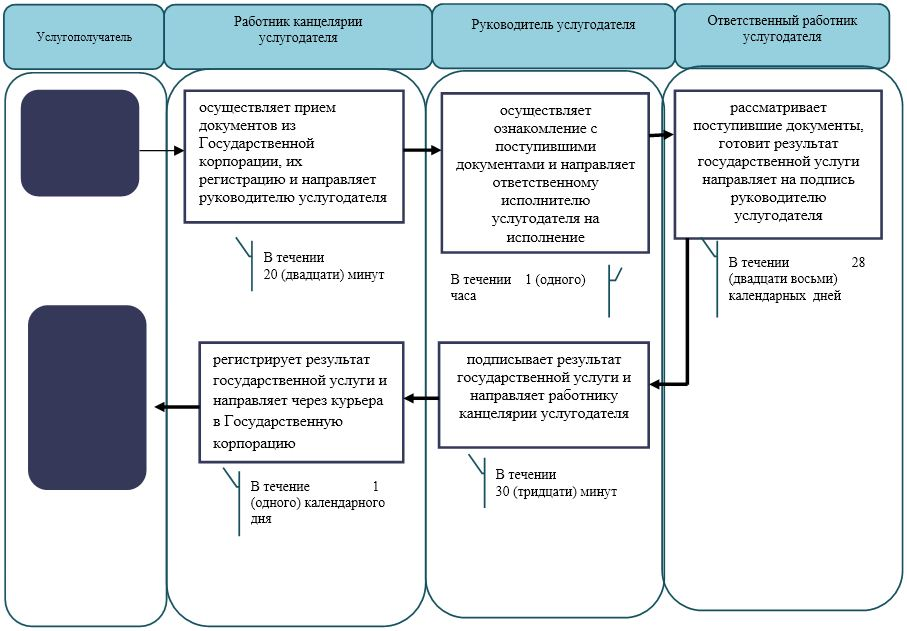 Услугополучатель
Работник канцелярии
услугодателя
Руководитель услугодателя
Ответственный работник
услугодателя
осуществляет прием
документов из
Государственной
корпорации, их
регистрацию и направляет
руководителю услугодателя
осуществляет
ознакомление с
поступившими
документами и направляет
ответственному
исполнителю
услугодателя на
исполнение
рассматривает
поступившие документы,
готовит результат
государственной услуги
направляет на подпись
руководителю
услугодателя
В течении
20 (двадцати) минут
В течении 1 (одного)
часа
В течении 28
(двадцати восьми)
календарных дней
регистрирует результат
государственной услуги и
направляет через курьера
в Государственную
корпорацию
подписывает результат
государственной услуги и
направляет работнику
канцелярии услугодателя
В течение 1
(одного) календарного
дня
В течении
30 (тридцати) минут